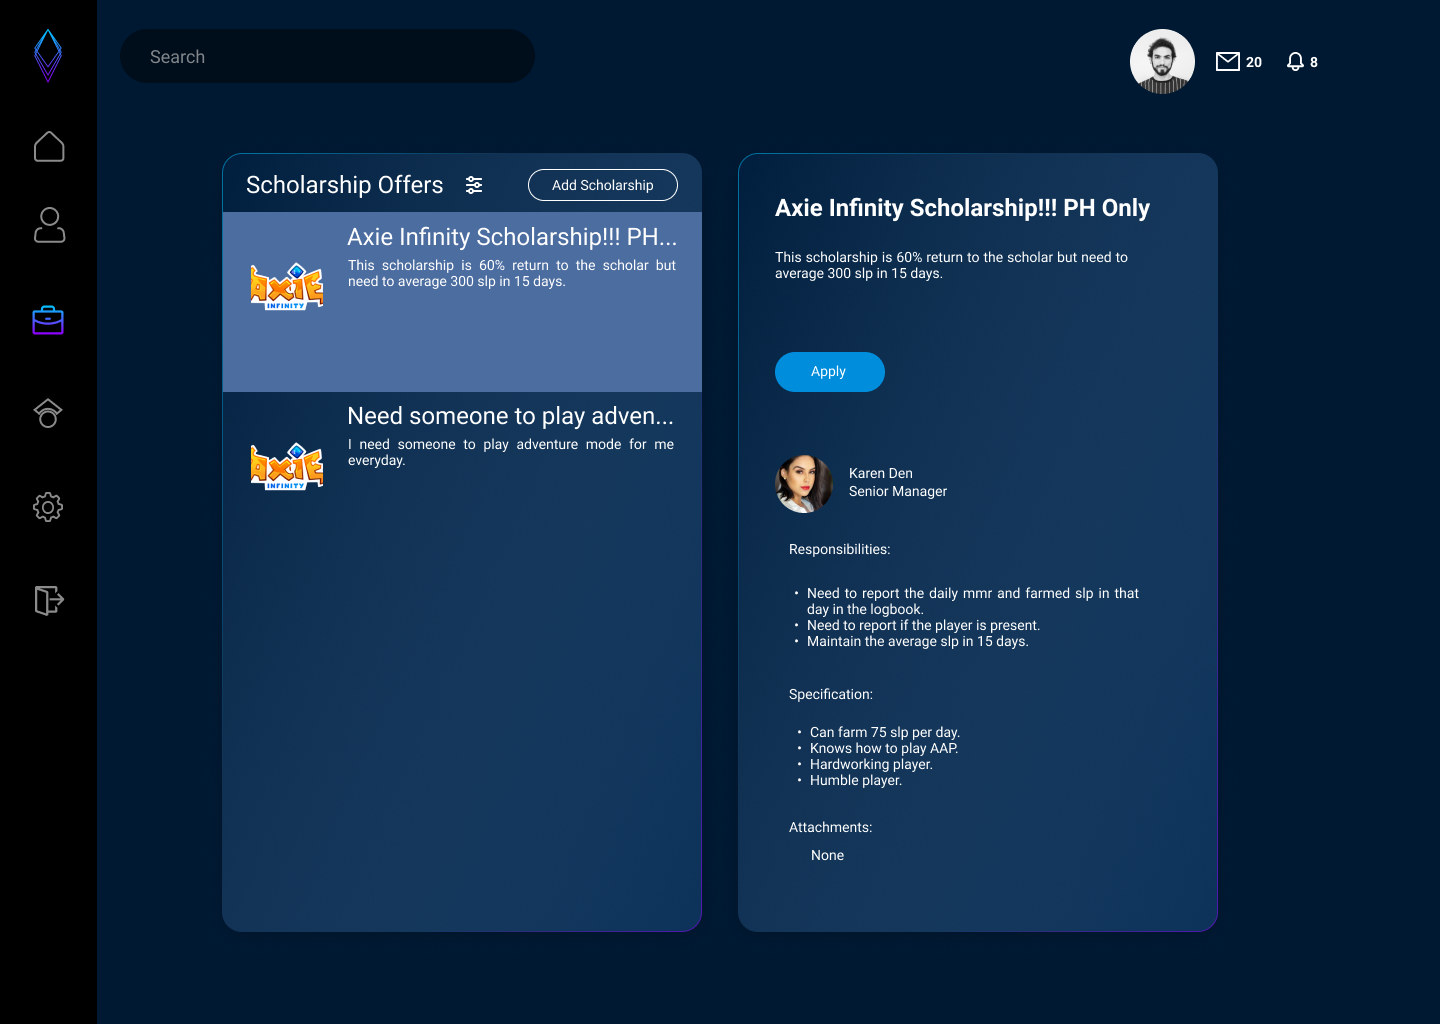 Search
20
8
Scholarship Offers
Add Scholarship
Axie Infinity Scholarship!!! PH...
This scholarship is 60% return to the scholar but
need to average 300 slp in 15 days.
AXIE
INFINITY
Need someone to play adven...
I need someone to play adventure mode for me
everyday.
AXIE
INFINITY
Axie Infinity Scholarship!!! PH Only
This scholarship is 60% return to the scholar but need to
average 300 slp in 15 days.
Apply
Karen Den
Senior Manager
Responsibilities:
• Need to report the daily mmr and farmed slp in that
day in the logbook.
• Need to report if the player is present.
• Maintain the average slp in 15 days.
Specification:
• Can farm 75 slp per day.
• Knows how to play AAP.
• Hardworking player.
• Humble player.
Attachments:
None